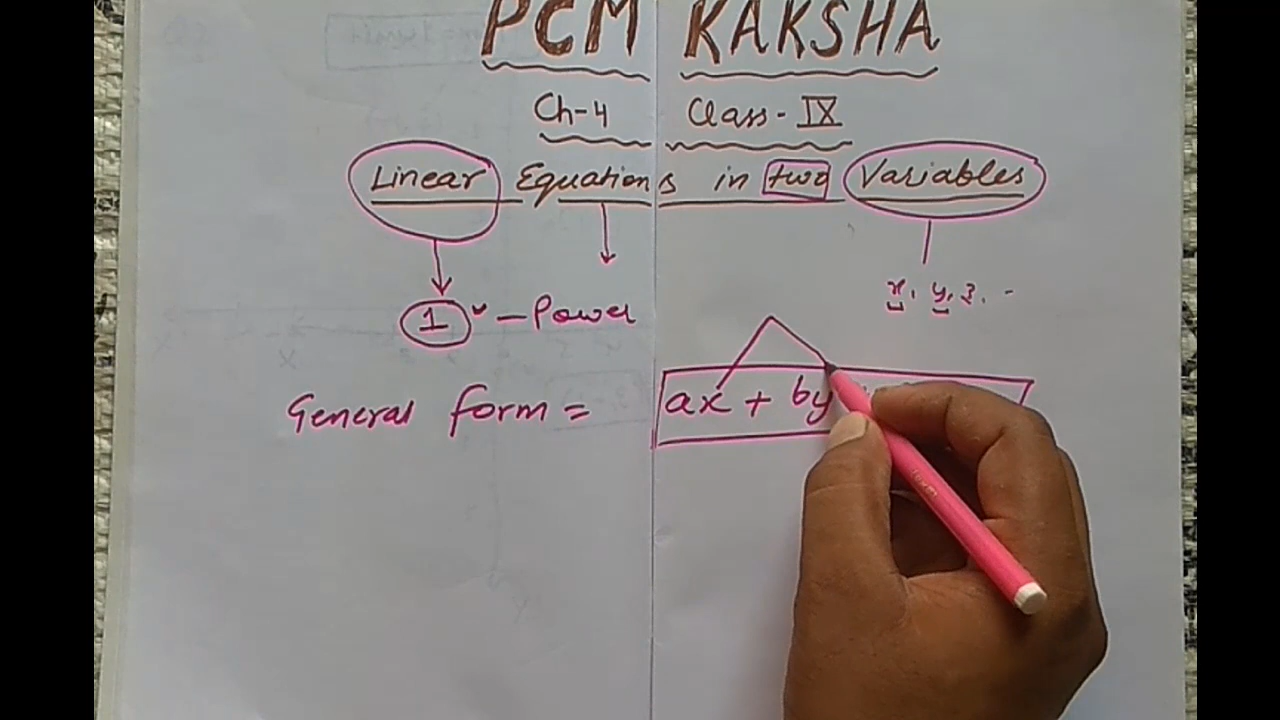 PCM KAKSHA
Ch-4 Class-IX
Linear Equations in two Variables
x, y, z, -
1 - Power
General form = ax + by